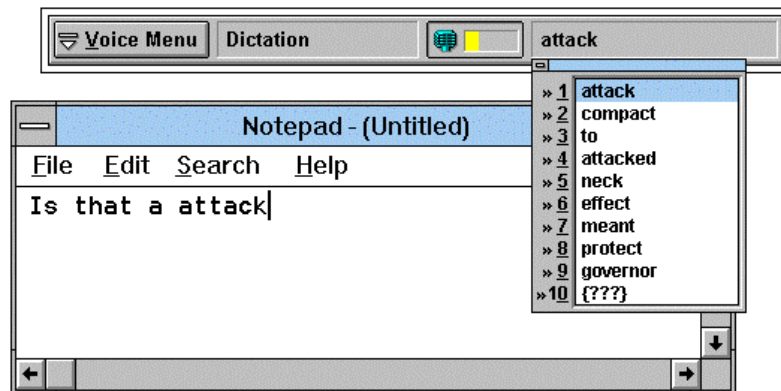 Voice Menu Dictation attack
» 1 attack
» 2 compact
» 3 to
» 4 attacked
» 5 neck
» 6 effect
» 7 meant
» 8 protect
» 9 governor
»10 {???}
Notepad - (Untitled)
File Edit Search Help
Is that a attack